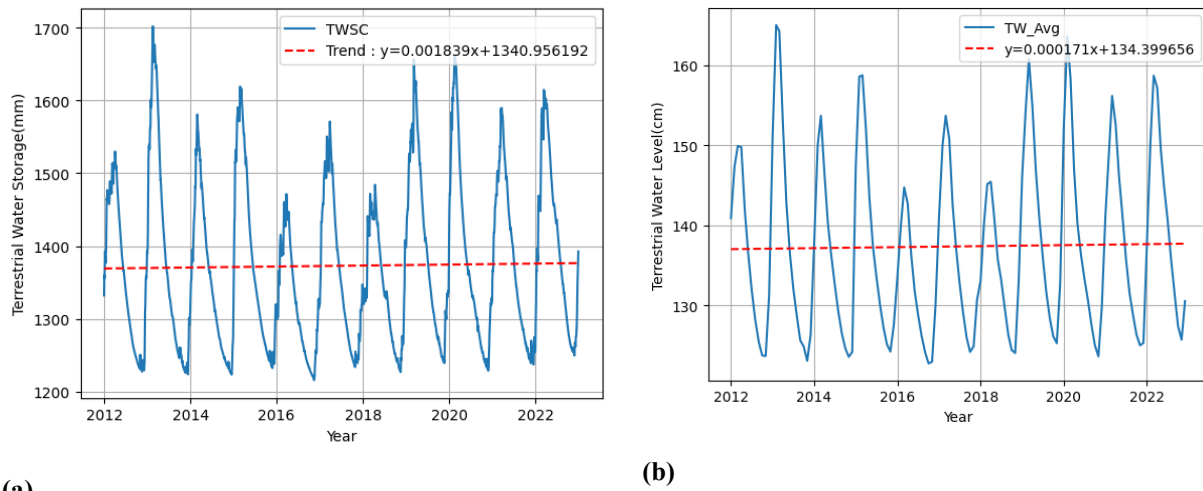 TWSC
Trend : y=0.001839x+1340.956192
1700
1600
1500
1400
1300
1200
Terrestrial Water Storage(mm)
2012 2014 2016 2018 2020 2022
Year
(a)
TW_Avg
y=0.000171x+134.399656
160
150
140
130
Terrestrial Water Level(cm)
2012 2014 2016 2018 2020 2022
Year
(b)